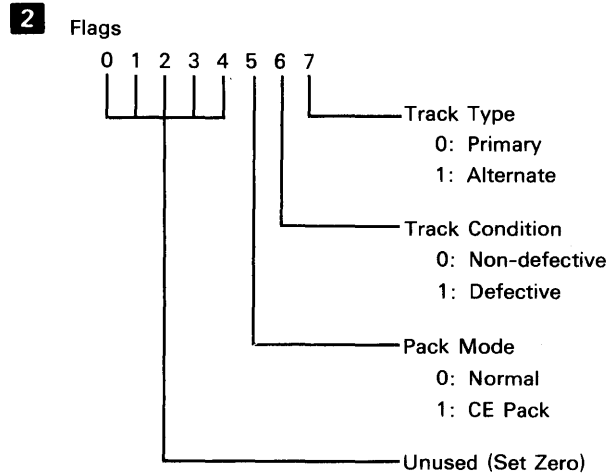 2 Flags
0 1 2 3 4 5 6 7
Track Type
0: Primary
1: Alternate
Track Condition
0: Non-defective
1: Defective
Pack Mode
0: Normal
1: CE Pack
Unused (Set Zero)